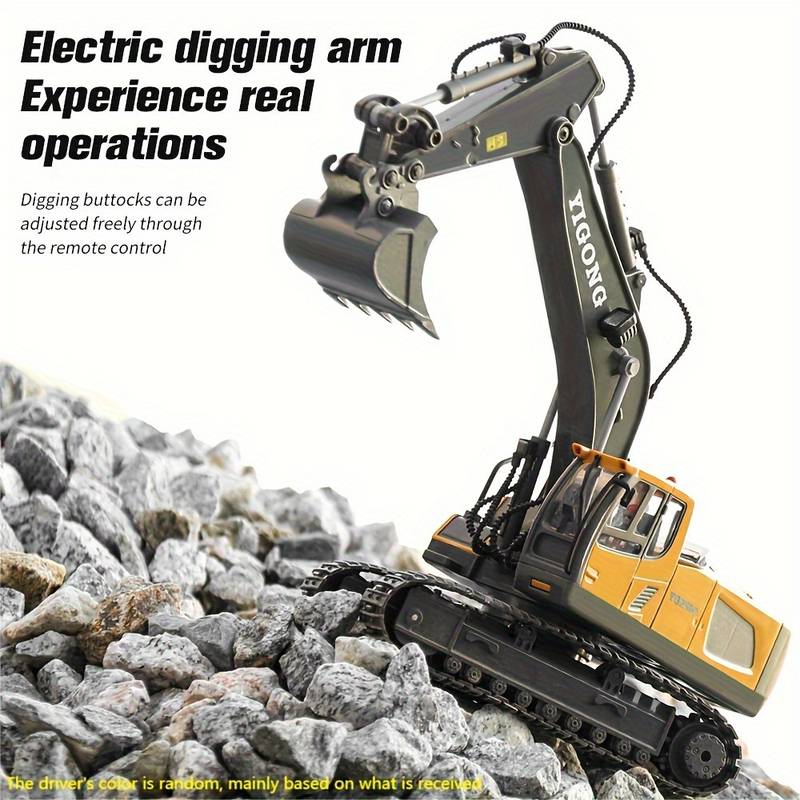 Electric digging arm
Experience real
operations
Digging buttocks can be
adjusted freely through
the remote control
YIGONG
The driver's color is random, mainly based on what is received